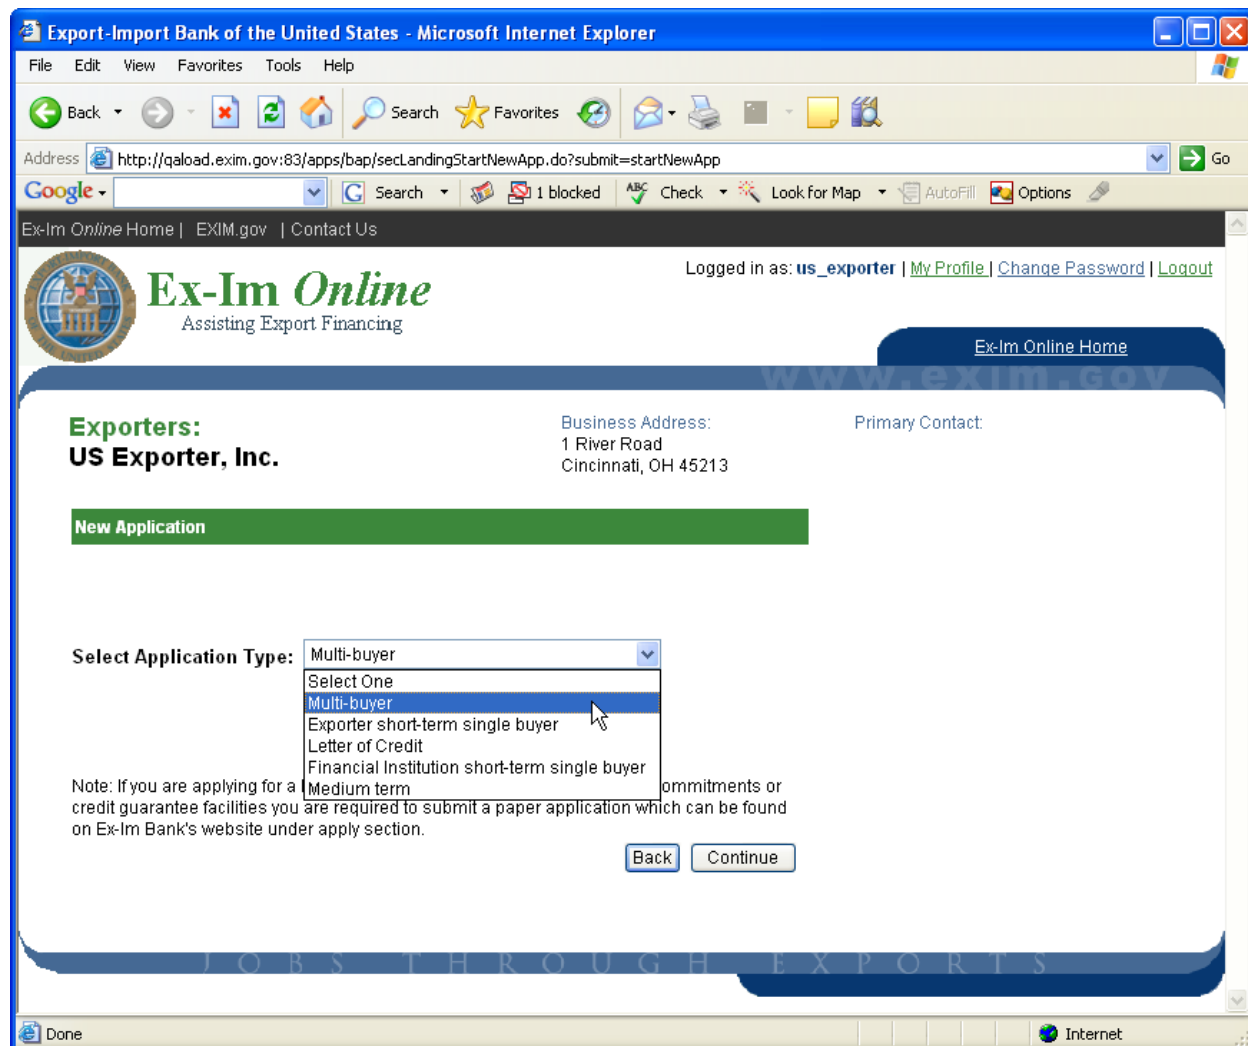 Export-Import Bank of the United States - Microsoft Internet Explorer
File Edit View Favorites Tools Help
Back Search Favorites
Address http://qaload.exim.gov:83/apps/bap/secLandingStartNewApp.do?submit=startNewApp Go
Google Search 1 blocked ABC Check Look for Map AutoFill Options
Ex-Im Online Home | EXIM.gov | Contact Us
Logged in as: us_exporter | My Profile | Change Password | Logout
Ex-Im Online
Assisting Export Financing
Ex-Im Online Home
www.exim.gov
Exporters:
US Exporter, Inc.
Business Address:
1 River Road
Cincinnati, OH 45213
Primary Contact:
New Application
Select Application Type: Multi-buyer
Select One
Multi-buyer
Exporter short-term single buyer
Letter of Credit
Financial Institution short-term single buyer
Medium term
Note: If you are applying for a ommitments or
credit guarantee facilities you are required to submit a paper application which can be found
on Ex-Im Bank's website under apply section.
Back Continue
JOBS THROUGH EXPORTS
Done Internet